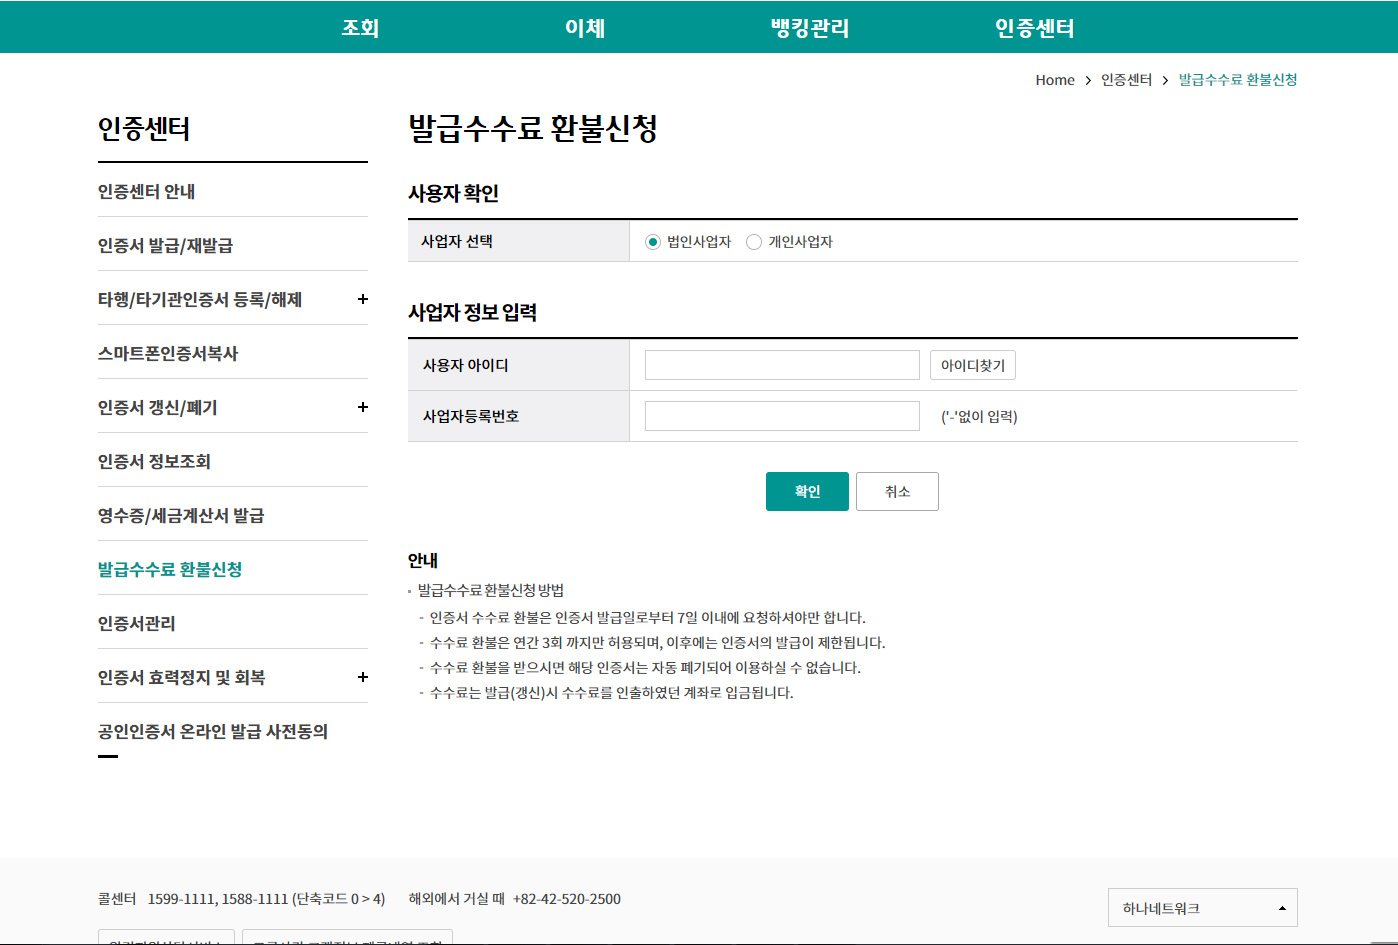 조회 이체 뱅킹관리 인증센터
Home > 인증센터 > 발급수수료 환불신청
인증센터
인증센터 안내
인증서 발급/재발급
타행/타기관인증서 등록/해제 +
스마트폰인증서복사
인증서 갱신/폐기 +
인증서 정보조회
영수증/세금계산서 발급
발급수수료 환불신청
인증서관리
인증서 효력정지 및 회복 +
공인인증서 온라인 발급 사전동의
발급수수료 환불신청
사용자 확인
사업자 선택 법인사업자 개인사업자
사업자 정보 입력
사용자 아이디 아이디찾기
사업자등록번호 ('-'없이 입력)
확인 취소
안내
발급수수료 환불신청 방법
- 인증서 수수료 환불은 인증서 발급일로부터 7일 이내에 요청하셔야만 합니다.
- 수수료 환불은 연간 3회 까지만 허용되며, 이후에는 인증서의 발급이 제한됩니다.
- 수수료 환불을 받으시면 해당 인증서는 자동 폐기되어 이용하실 수 없습니다.
- 수수료는 발급(갱신)시 수수료를 인출하였던 계좌로 입금됩니다.
콜센터 1599-1111, 1588-1111 (단축코드 0 > 4) 해외에서 거실 때 +82-42-520-2500
하나네트워크